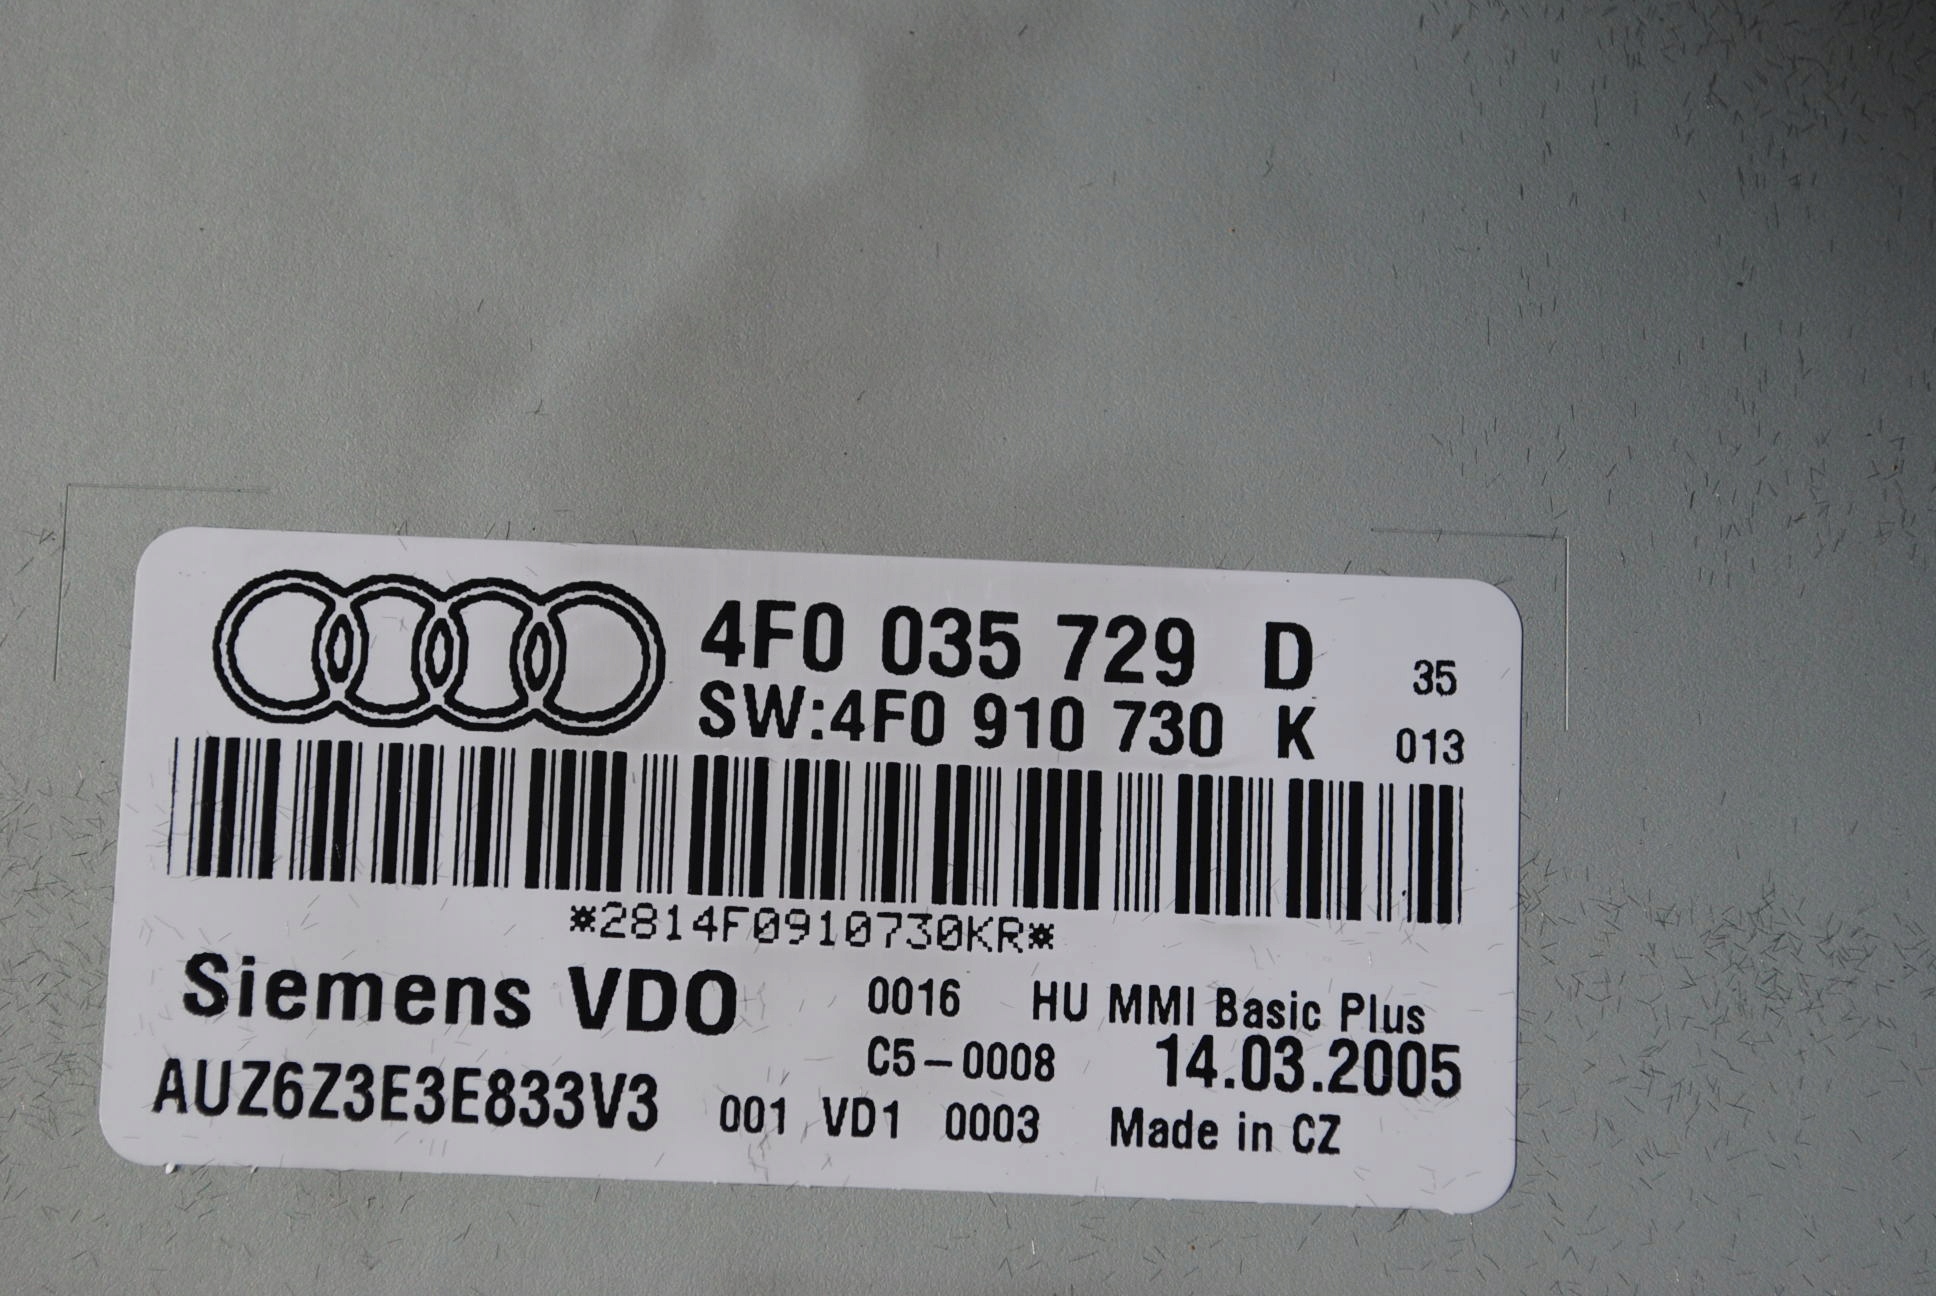 4F0 035 729 D 35
SW:4F0 910 730 K 013
*2814F0910730KR*
Siemens VDO 0016 HU MMI Basic Plus
C5-0008 14.03.2005
AUZ6Z3E3E833V3 001 VD1 0003 Made in CZ